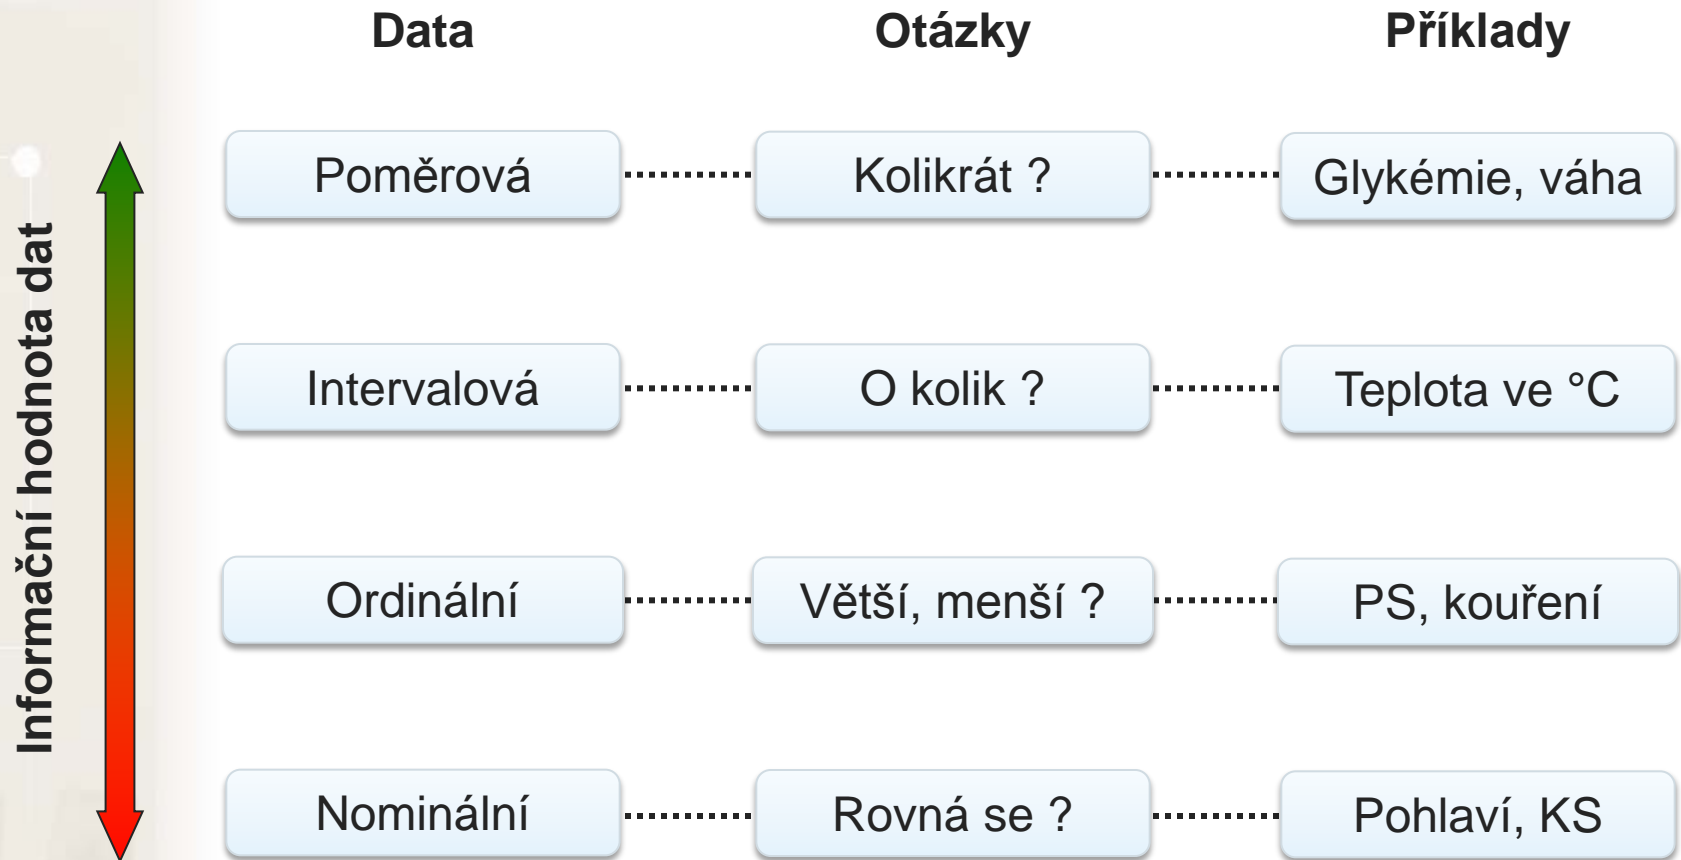 Data Otázky Příklady
Informační hodnota dat
Poměrová Kolikrát ? Glykémie, váha
Intervalová O kolik ? Teplota ve °C
Ordinální Větší, menší ? PS, kouření
Nominální Rovná se ? Pohlaví, KS